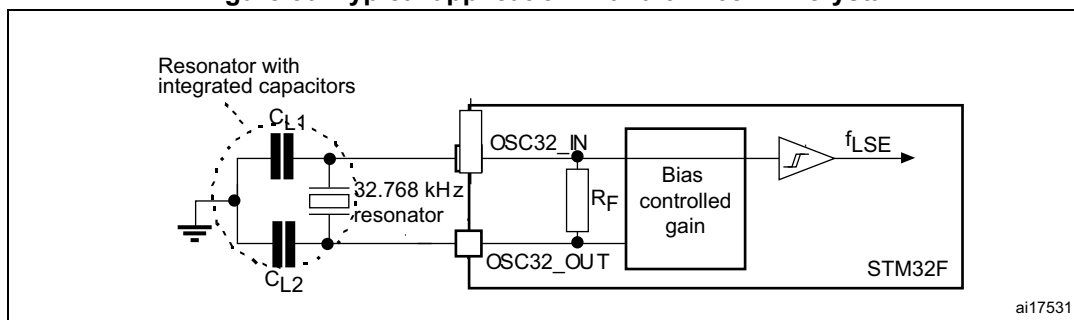 Resonator with
integrated capacitors
CL1
OSC32_IN
fLSE
32.768 kHz
resonator
RF
Bias
controlled
gain
OSC32_OUT
STM32F
CL2
ai17531